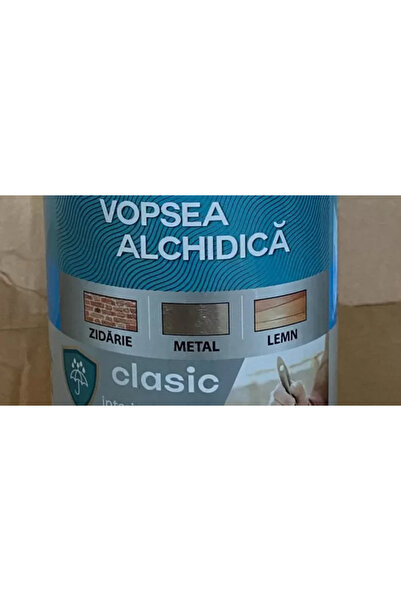 VOPSEA
ALCHIDICĂ
ZIDĂRIE METAL LEMN
clasic